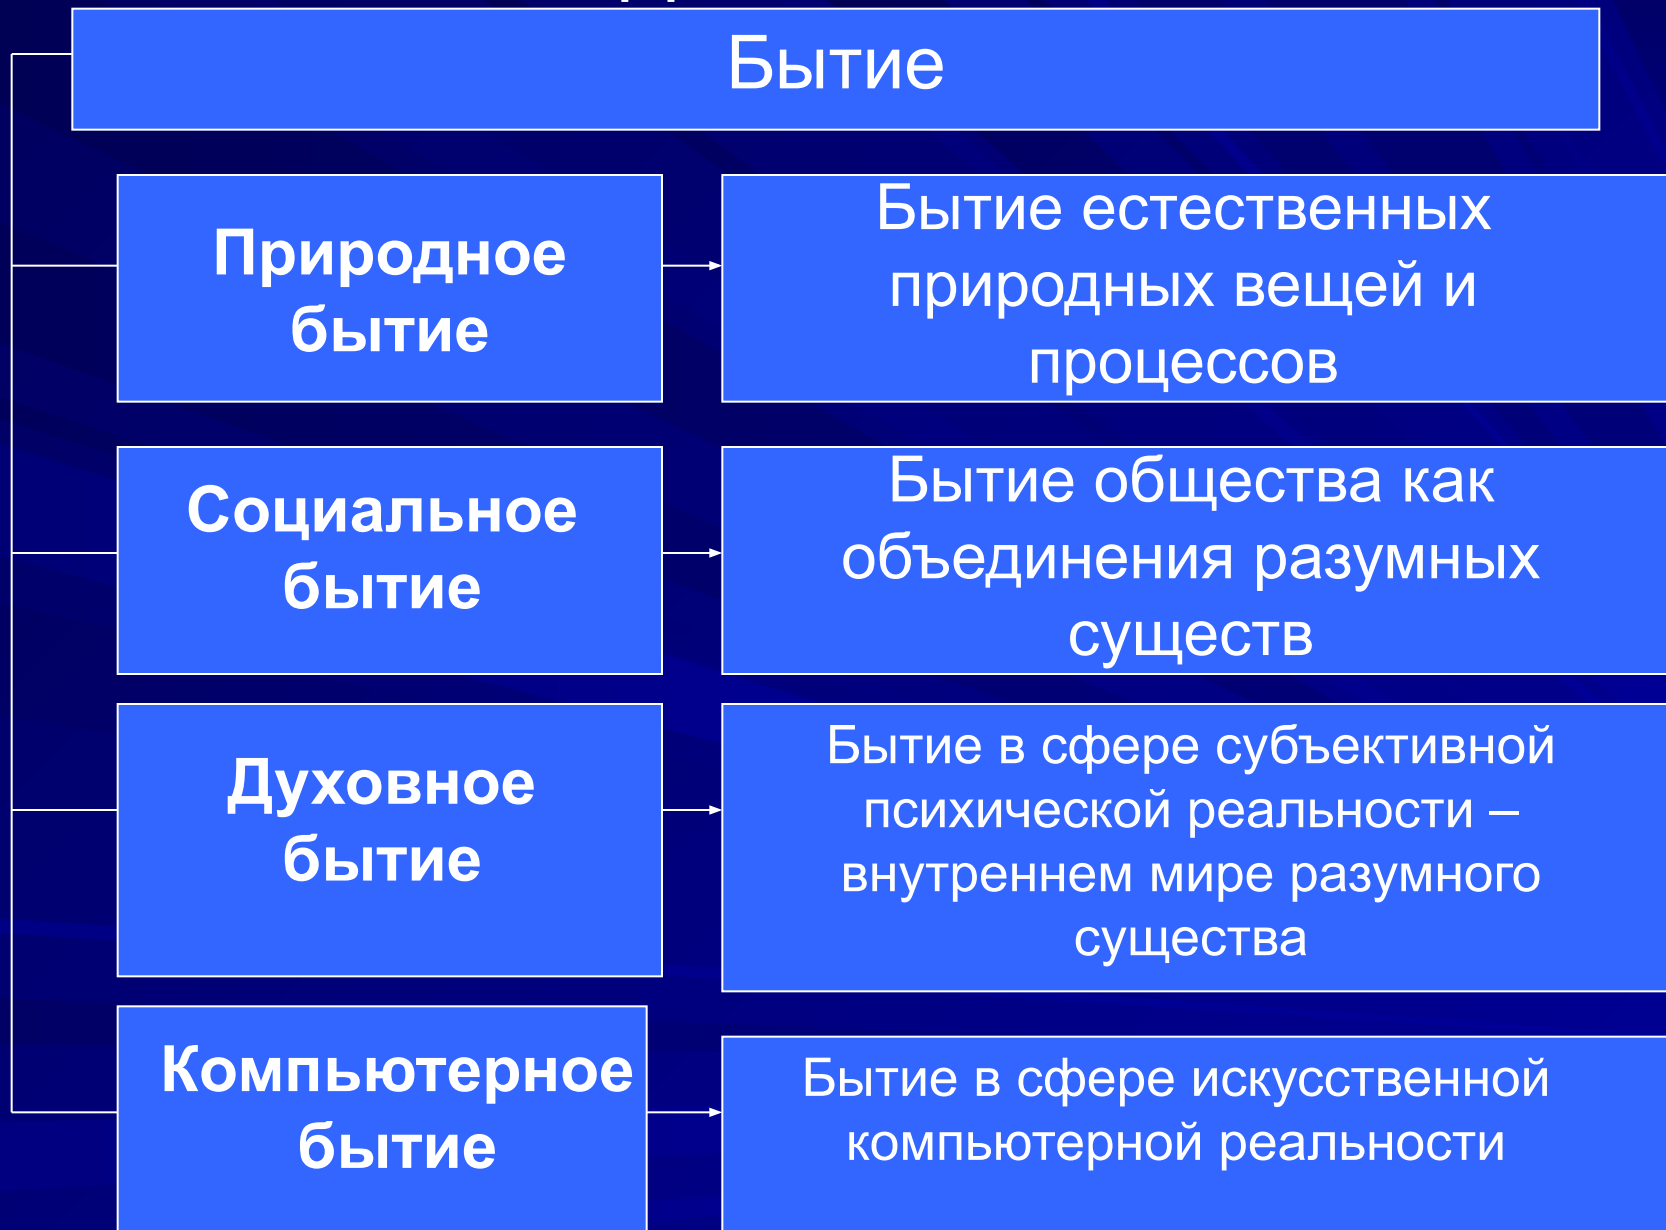 Бытие
Природное
бытие
Бытие естественных
природных вещей и
процессов
Социальное
бытие
Бытие общества как
объединения разумных
существ
Духовное
бытие
Бытие в сфере субъективной
психической реальности –
внутреннем мире разумного
существа
Компьютерное
бытие
Бытие в сфере искусственной
компьютерной реальности